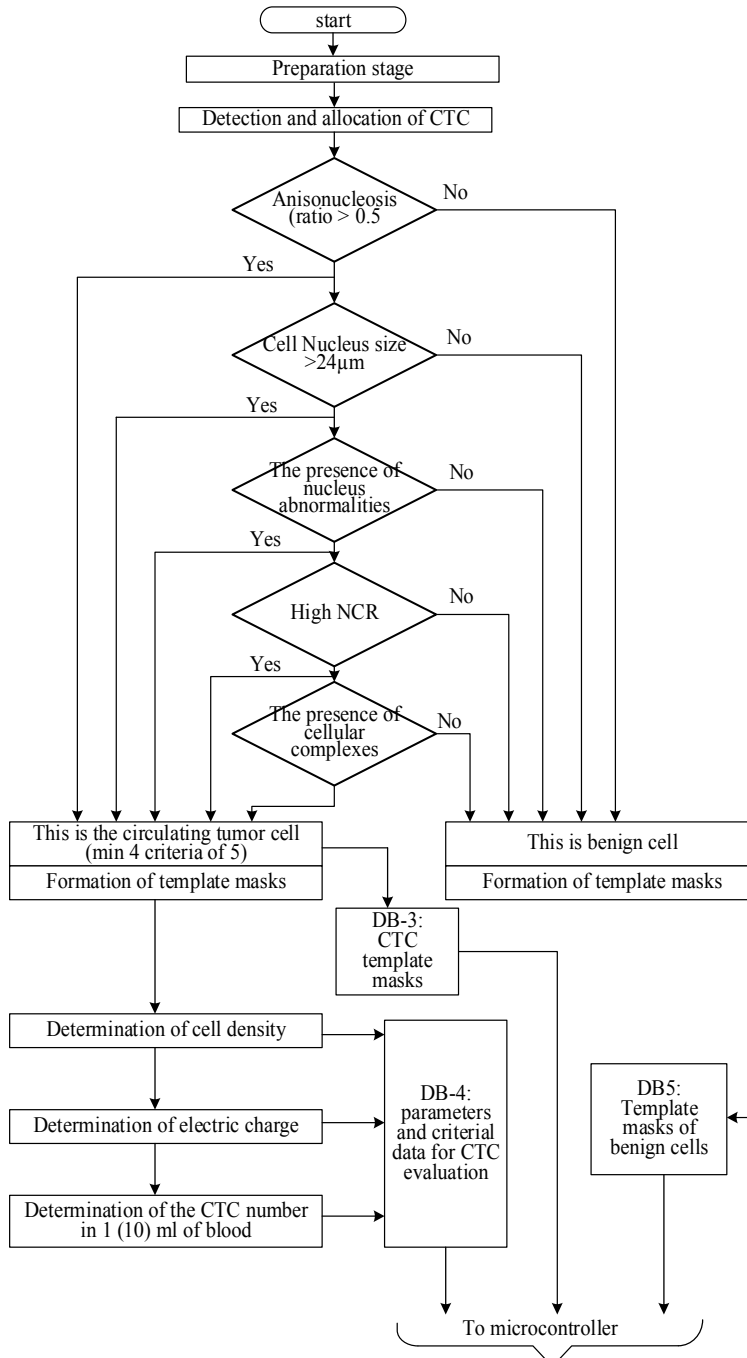 start
Preparation stage
Detection and allocation of CTC
Anisonucleosis
(ratio > 0.5
No
Yes
Cell Nucleus size
>24µm
No
Yes
The presence of
nucleus
abnormalities
No
Yes
High NCR
No
Yes
The presence of
cellular
complexes
No
This is the circulating tumor cell
(min 4 criteria of 5)
Formation of template masks
This is benign cell
Formation of template masks
DB-3:
CTC
template
masks
Determination of cell density
Determination of electric charge
Determination of the CTC number
in 1 (10) ml of blood
DB-4:
parameters
and criterial
data for CTC
evaluation
DB5:
Template
masks of
benign cells
To microcontroller